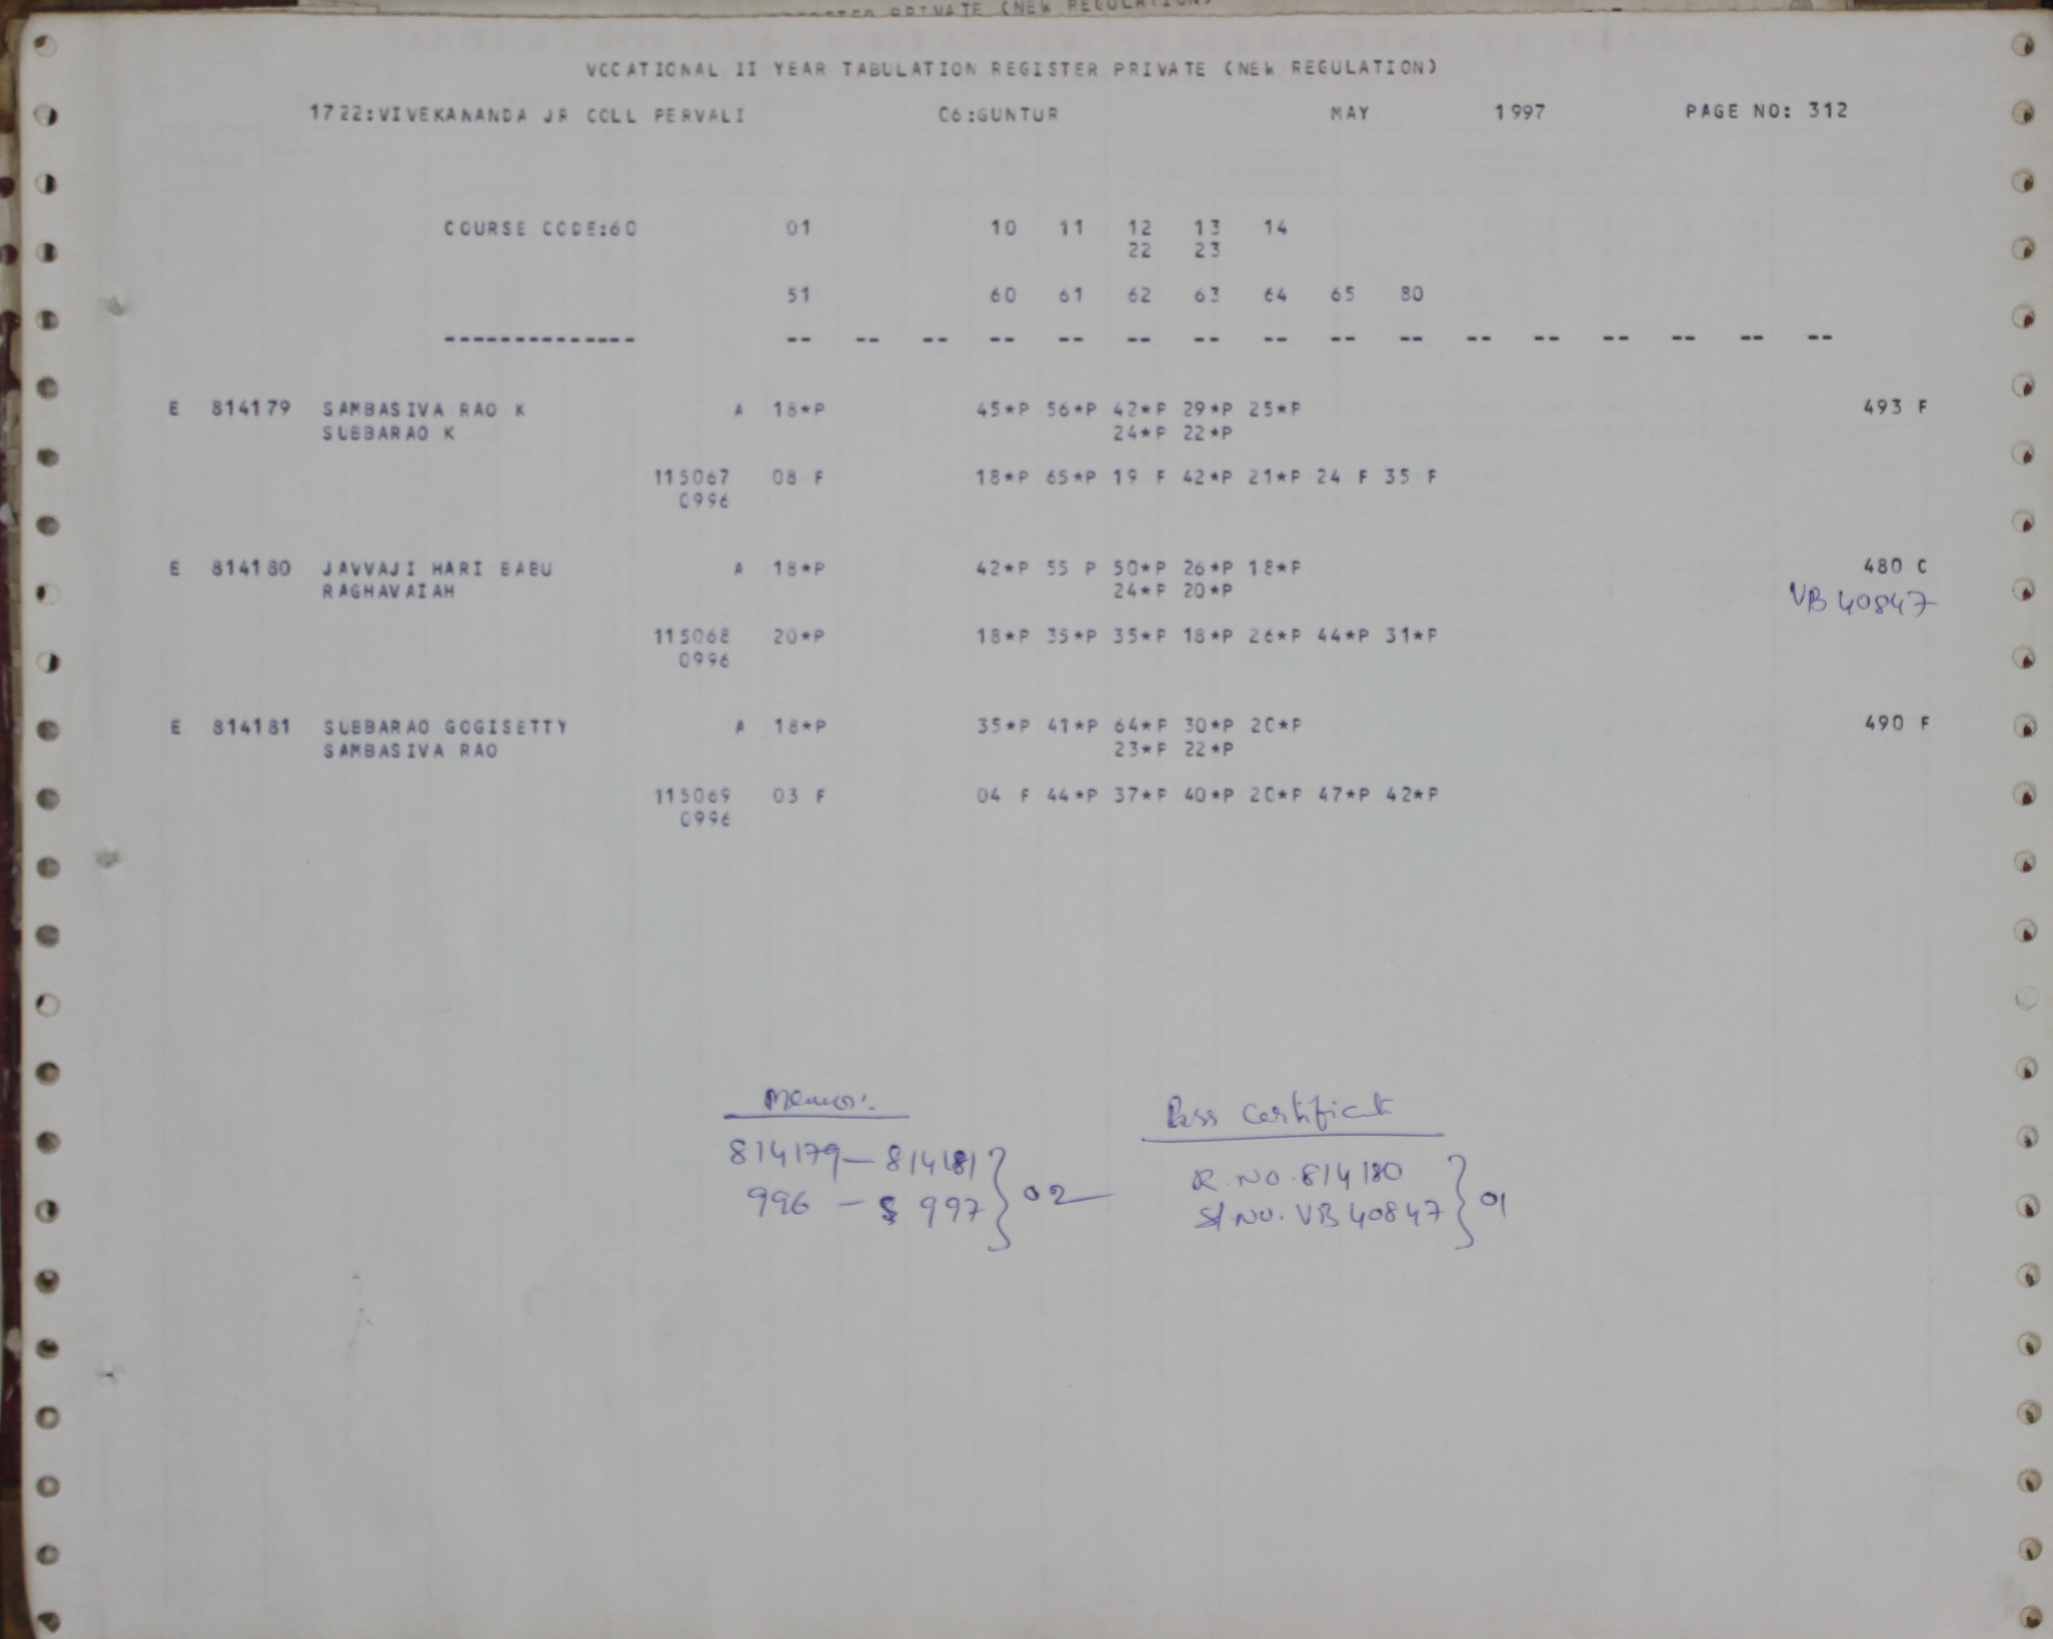 VOCATIONAL II YEAR TABULATION REGISTER PRIVATE (NEW REGULATION)
1722:VIVEKANANDA JR COLL PERVALI C6:GUNTUR MAY 1997 PAGE NO: 312
COURSE CODE:60 01 10 11 12 13 14
22 23
51 60 61 62 63 64 65 80
-------------- -- -- -- -- -- -- -- -- -- -- -- -- -- -- -- --
E 814179 SAMBASIVA RAO K A 18*P 45*P 56*P 42*P 29*P 25*P 493 F
SUBBARAO K 24*P 22*P
115067 08 F 18*P 65*P 19 F 42*P 21*P 24 F 35 F
0996
E 814180 JAVVAJI HARI BABU A 18*P 42*P 55 P 50*P 26*P 18*P 480 C
RAGHAVAIAH 24*P 20*P VB 40847
115068 20*P 18*P 35*P 35*P 18*P 26*P 44*P 31*P
0996
E 814181 SUBBARAO GOGISETTY A 18*P 35*P 41*P 64*P 30*P 20*P 490 F
SAMBASIVA RAO 23*P 22*P
115069 03 F 04 F 44*P 37*P 40*P 20*P 47*P 42*P
0996
Memo:- Pass Certificate
814179 – 814181 } 02 R.NO. 814180 } 01
996 – 997 Sl.No. VB 40847